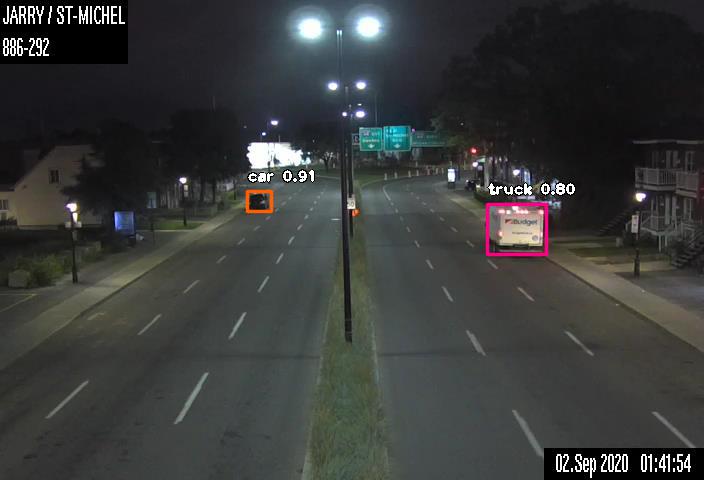 JARRY / ST-MICHEL
886-292
car 0.91
truck 0.80
Budget
02.Sep 2020 01:41:54